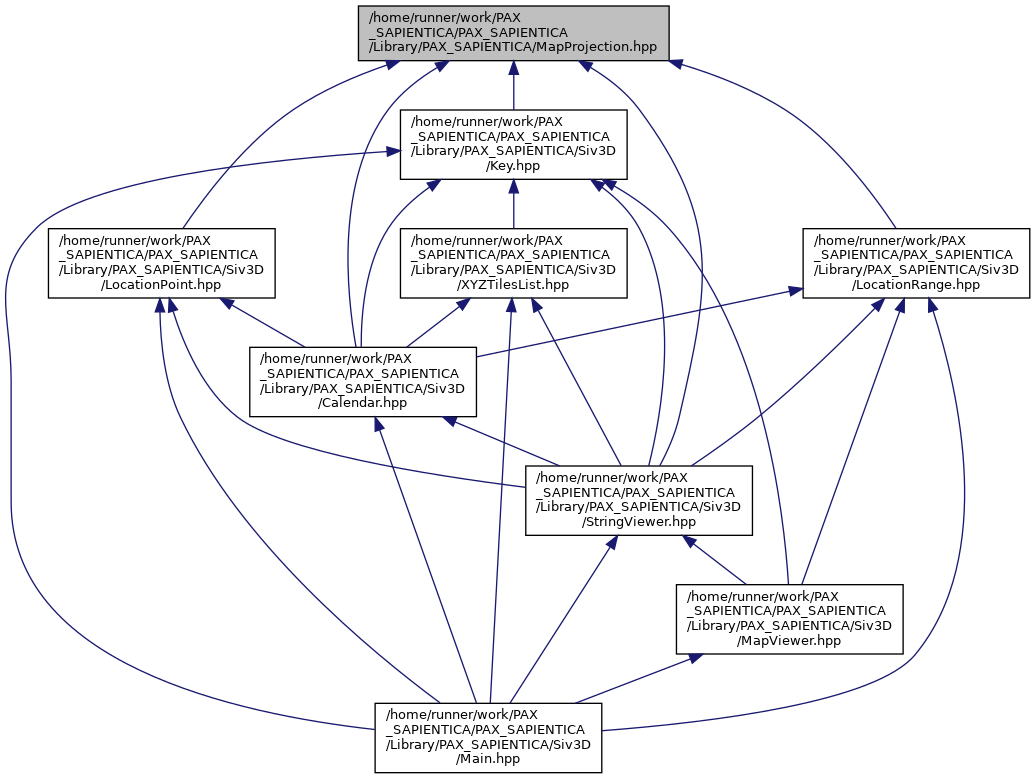 /home/runner/work/PAX
_SAPIENTICA/PAX_SAPIENTICA
/Library/PAX_SAPIENTICA/MapProjection.hpp
/home/runner/work/PAX
_SAPIENTICA/PAX_SAPIENTICA
/Library/PAX_SAPIENTICA/Siv3D
/Key.hpp
/home/runner/work/PAX
_SAPIENTICA/PAX_SAPIENTICA
/Library/PAX_SAPIENTICA/Siv3D
/LocationPoint.hpp
/home/runner/work/PAX
_SAPIENTICA/PAX_SAPIENTICA
/Library/PAX_SAPIENTICA/Siv3D
/XYZTilesList.hpp
/home/runner/work/PAX
_SAPIENTICA/PAX_SAPIENTICA
/Library/PAX_SAPIENTICA/Siv3D
/LocationRange.hpp
/home/runner/work/PAX
_SAPIENTICA/PAX_SAPIENTICA
/Library/PAX_SAPIENTICA/Siv3D
/Calendar.hpp
/home/runner/work/PAX
_SAPIENTICA/PAX_SAPIENTICA
/Library/PAX_SAPIENTICA/Siv3D
/StringViewer.hpp
/home/runner/work/PAX
_SAPIENTICA/PAX_SAPIENTICA
/Library/PAX_SAPIENTICA/Siv3D
/MapViewer.hpp
/home/runner/work/PAX
_SAPIENTICA/PAX_SAPIENTICA
/Library/PAX_SAPIENTICA/Siv3D
/Main.hpp